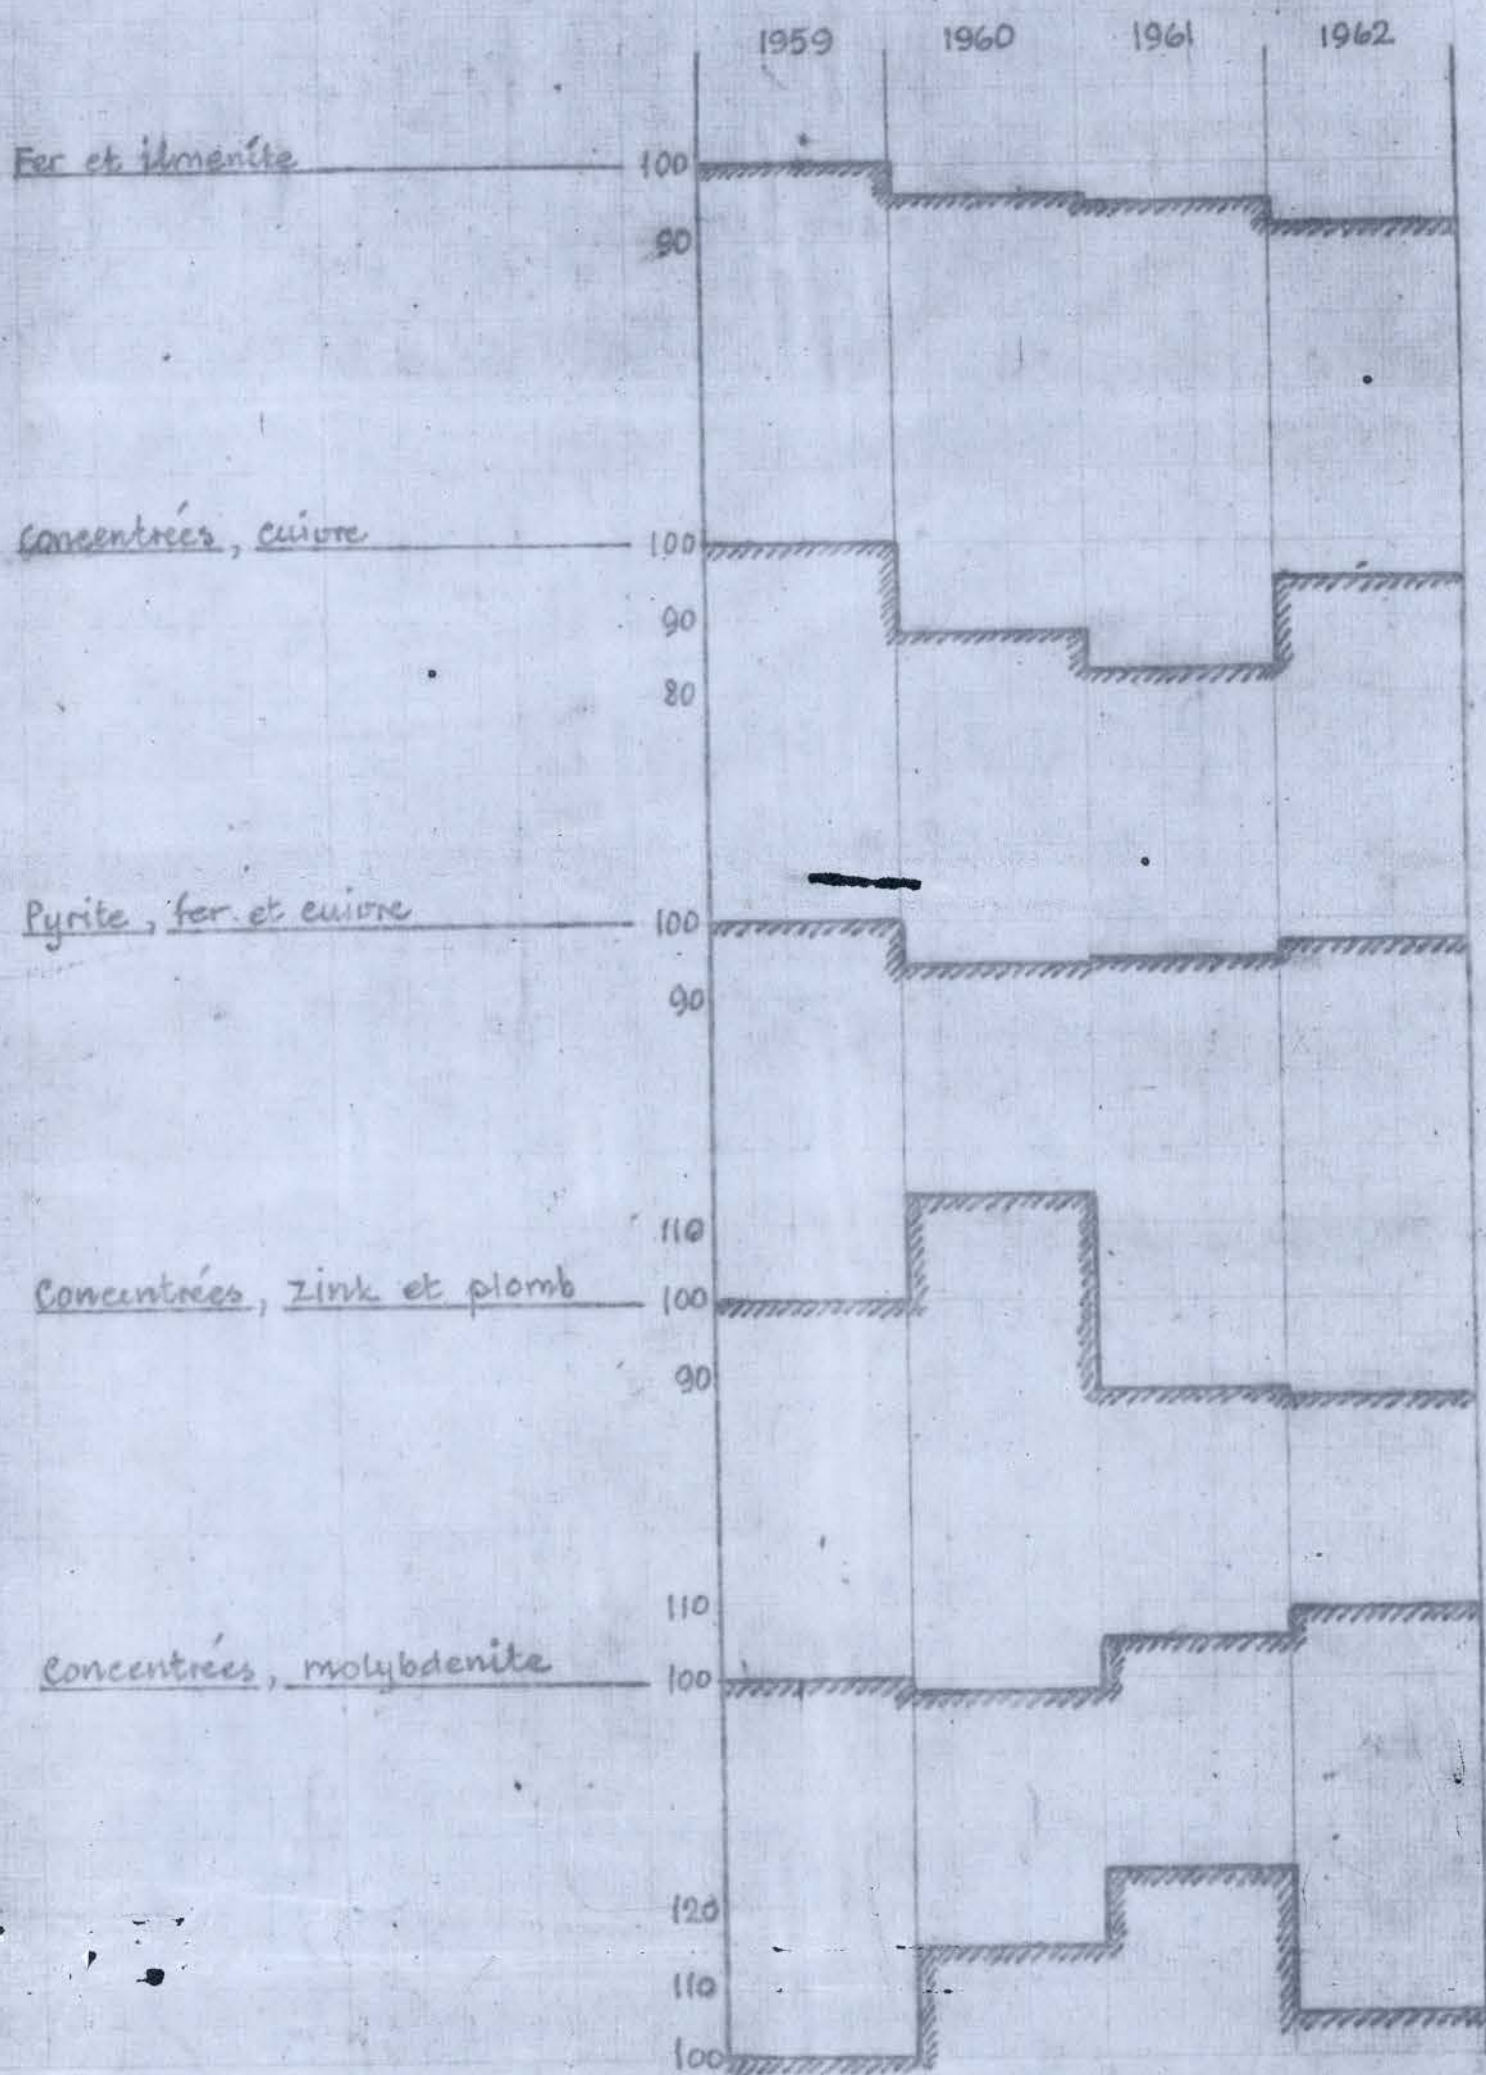 1959 1960 1961 1962
Fer et ilmenite 100
90
Concentrées, cuivre 100
90
80
Pyrite, fer et cuivre 100
90
110
Concentrées, zink et plomb 100
90
110
Concentrées, molybdenite 100
120
110
100